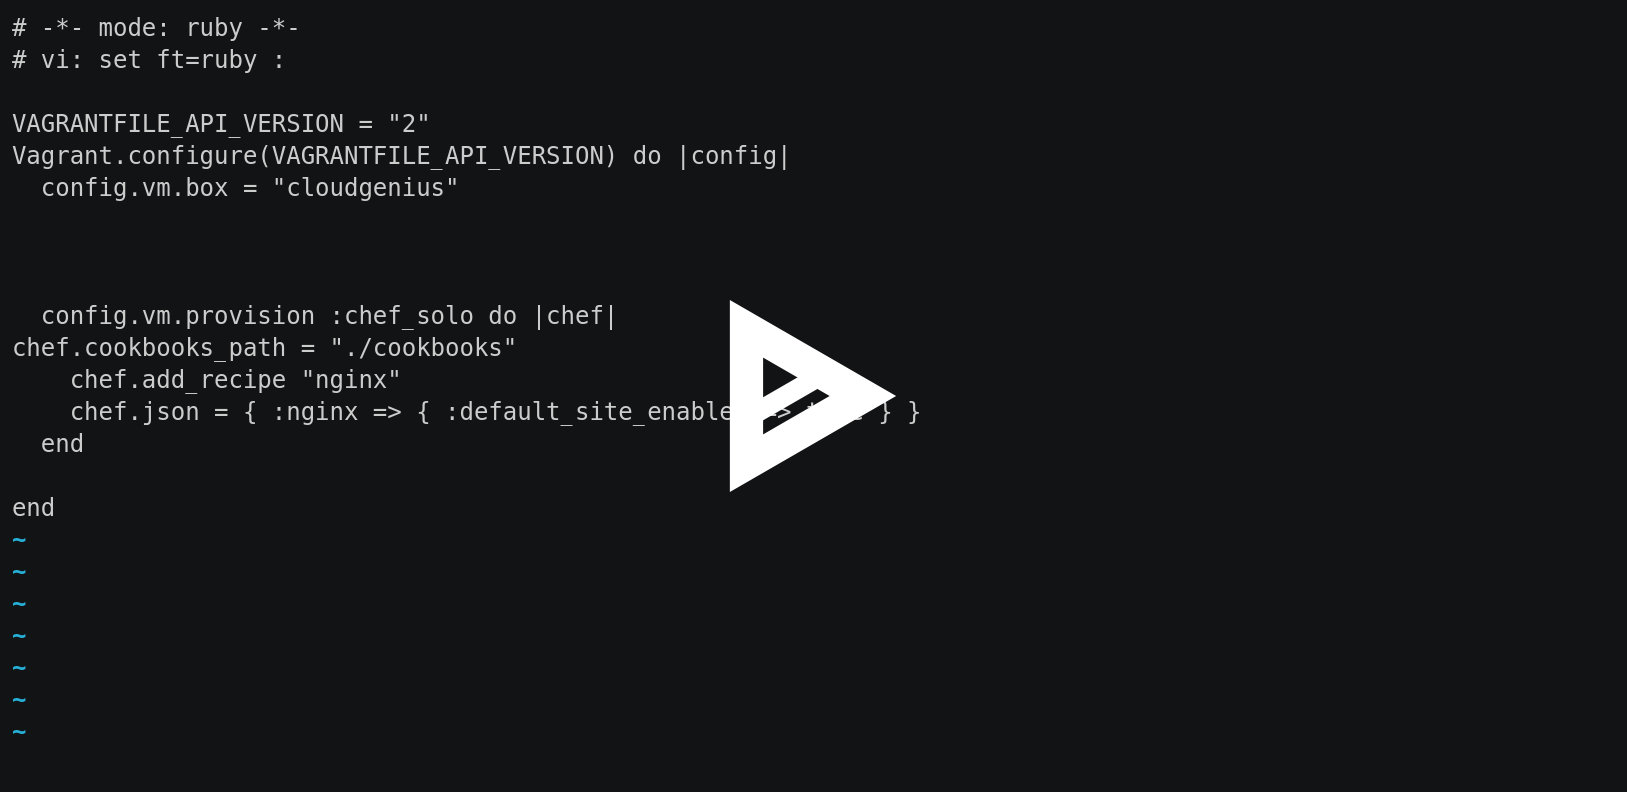 # -*- mode: ruby -*-
# vi: set ft=ruby :
VAGRANTFILE_API_VERSION = "2"
Vagrant.configure(VAGRANTFILE_API_VERSION) do |config|
  config.vm.box = "cloudgenius"
  config.vm.provision :chef_solo do |chef|
chef.cookbooks_path = "./cookbooks"
    chef.add_recipe "nginx"
    chef.json = { :nginx => { :default_site_enable => } }
  end
end
~
~
~
~
~
~
~